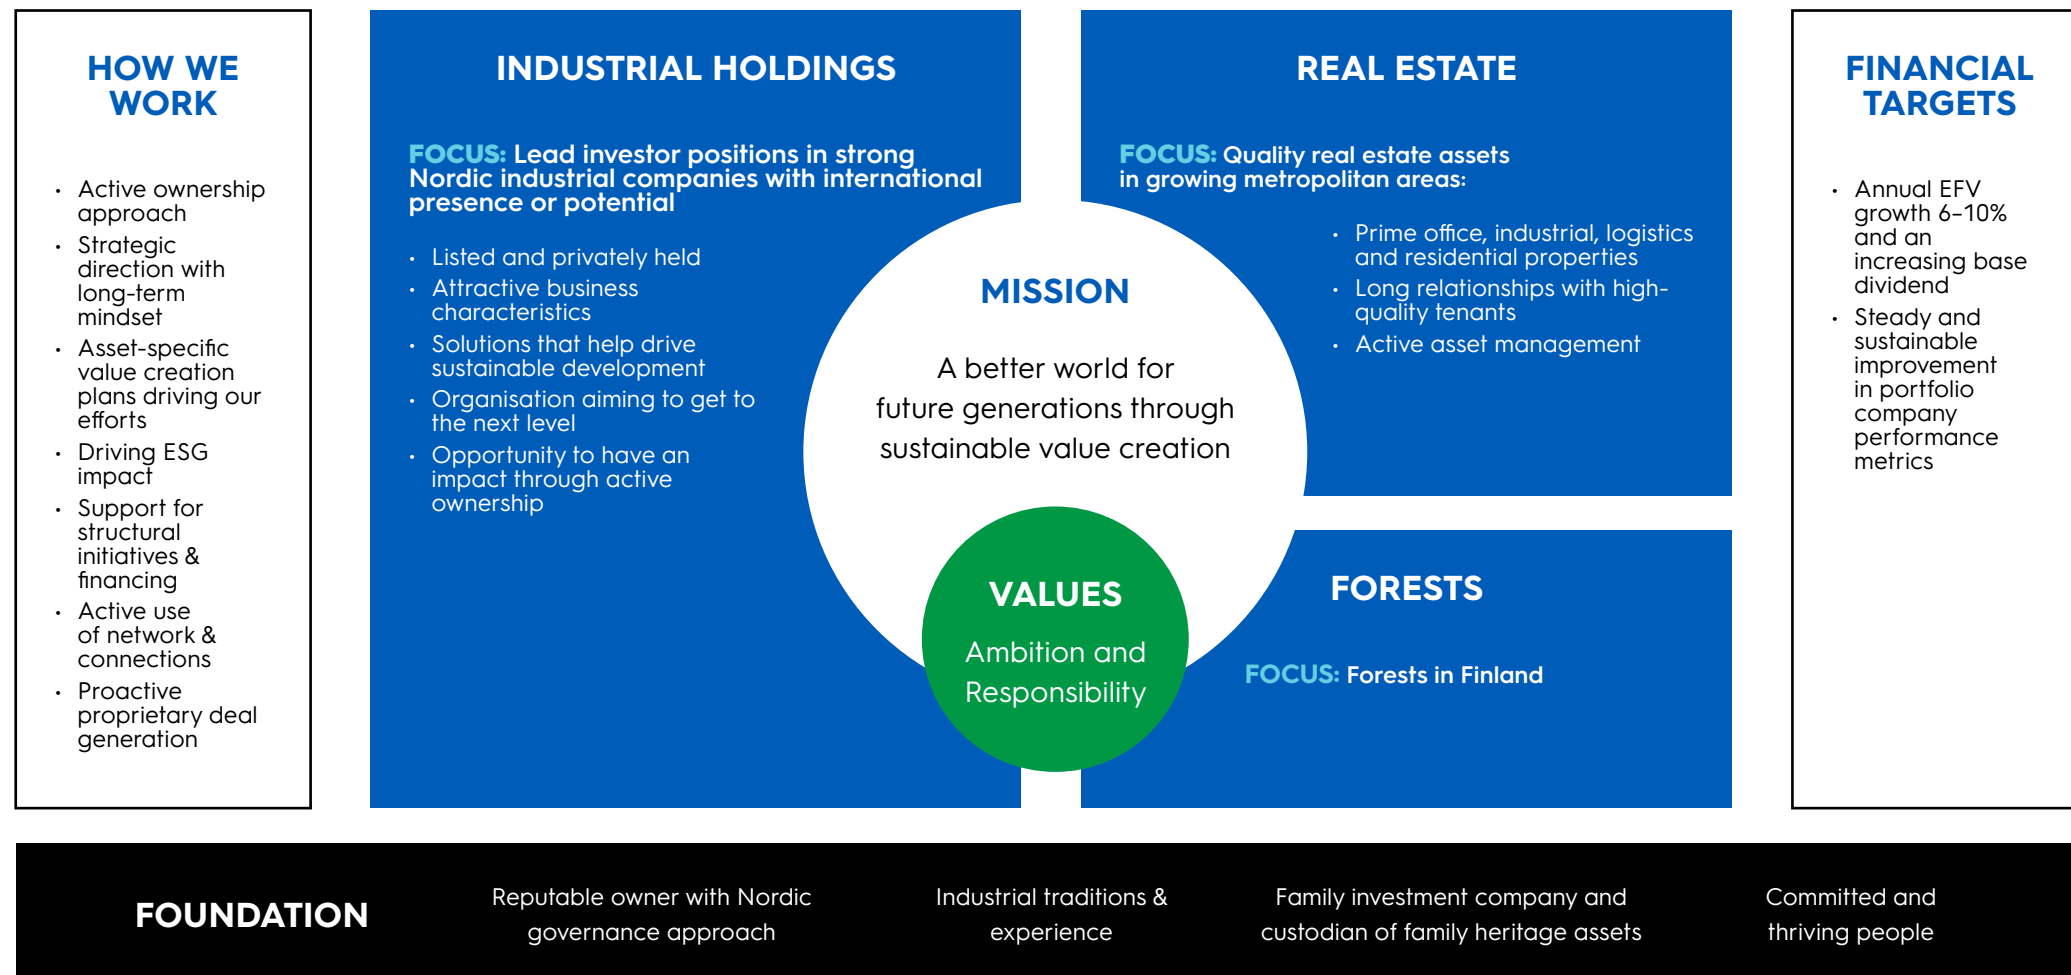 HOW WE
WORK
• Active ownership
approach
• Strategic
direction with
long-term
mindset
• Asset-specific
value creation
plans driving our
efforts
• Driving ESG
impact
• Support for
structural
initiatives &
financing
• Active use
of network &
connections
• Proactive
proprietary deal
generation
INDUSTRIAL HOLDINGS
FOCUS: Lead investor positions in strong
Nordic industrial companies with international
presence or potential
• Listed and privately held
• Attractive business
characteristics
• Solutions that help drive
sustainable development
• Organisation aiming to get to
the next level
• Opportunity to have an
impact through active
ownership
MISSION
A better world for
future generations through
sustainable value creation
VALUES
Ambition and
Responsibility
REAL ESTATE
FOCUS: Quality real estate assets
in growing metropolitan areas:
• Prime office, industrial, logistics
and residential properties
• Long relationships with high-
quality tenants
• Active asset management
FORESTS
FOCUS: Forests in Finland
FINANCIAL
TARGETS
• Annual EFV
growth 6–10%
and an
increasing base
dividend
• Steady and
sustainable
improvement
in portfolio
company
performance
metrics
FOUNDATION
Reputable owner with Nordic
governance approach
Industrial traditions &
experience
Family investment company and
custodian of family heritage assets
Committed and
thriving people